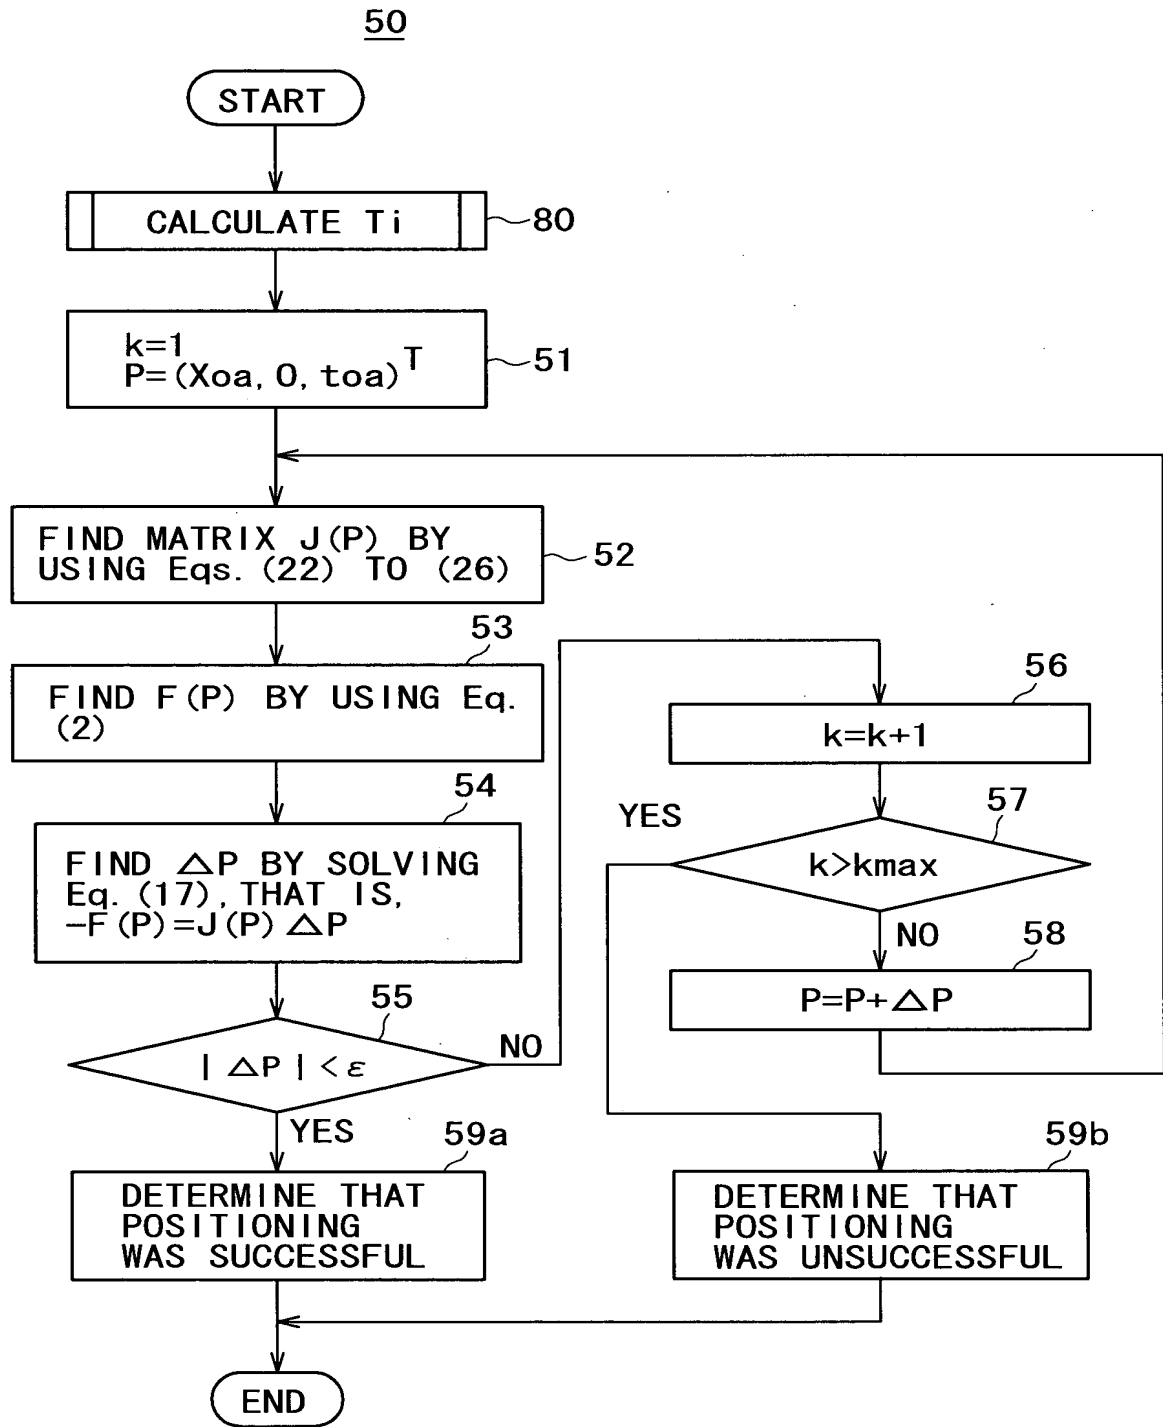 50
START
CALCULATE Ti
80
k=1
P=(Xoa, 0, toa)^T
51
FIND MATRIX J(P) BY
USING Eqs. (22) TO (26)
52
53
FIND F(P) BY USING Eq.
(2)
54
FIND △P BY SOLVING
Eq. (17), THAT IS,
-F(P)=J(P)△P
55
|△P|<ε
NO
YES
56
k=k+1
57
YES
k>kmax
NO
58
P=P+△P
59a
DETERMINE THAT
POSITIONING
WAS SUCCESSFUL
59b
DETERMINE THAT
POSITIONING
WAS UNSUCCESSFUL
END